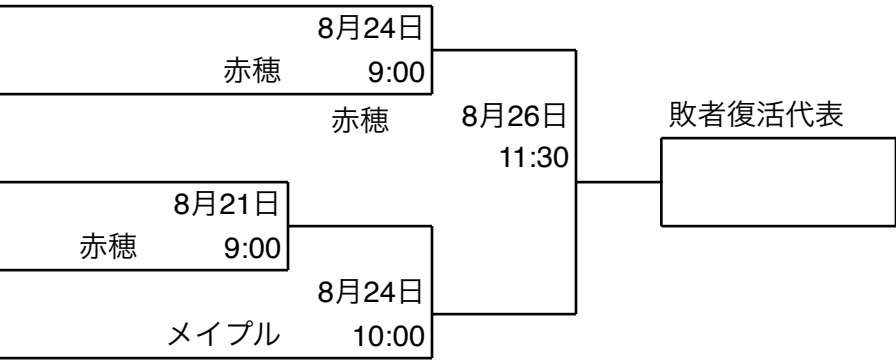 8月24日
赤穂 9:00
赤穂 8月26日
11:30
敗者復活代表
8月21日
赤穂 9:00
8月24日
メイプル 10:00